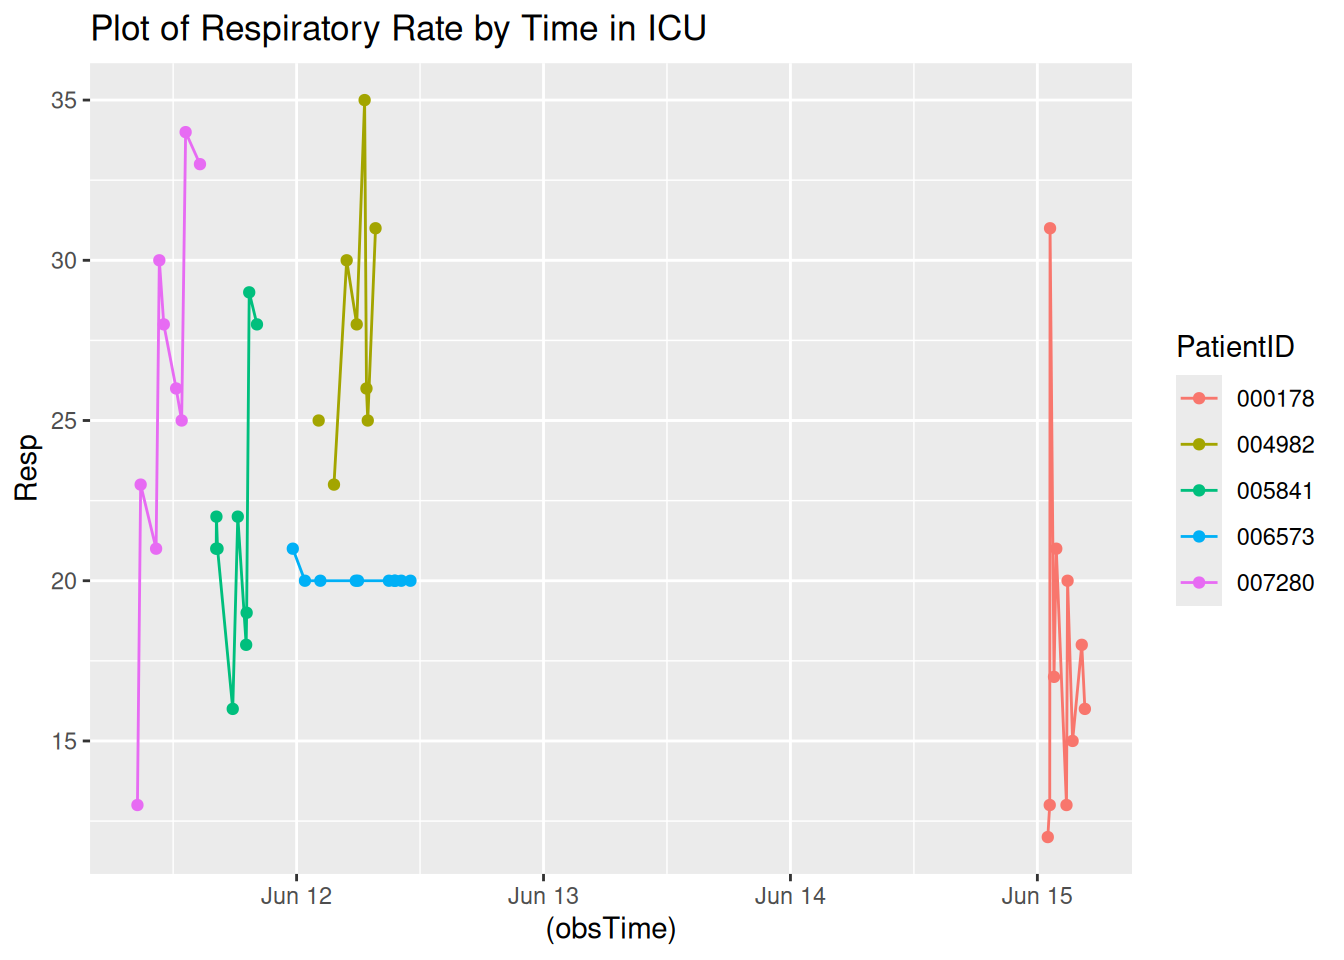 Plot of Respiratory Rate by Time in ICU
35
30
25
20
15
Resp
Jun 12
Jun 13
Jun 14
Jun 15
(obsTime)
PatientID
000178
004982
005841
006573
007280